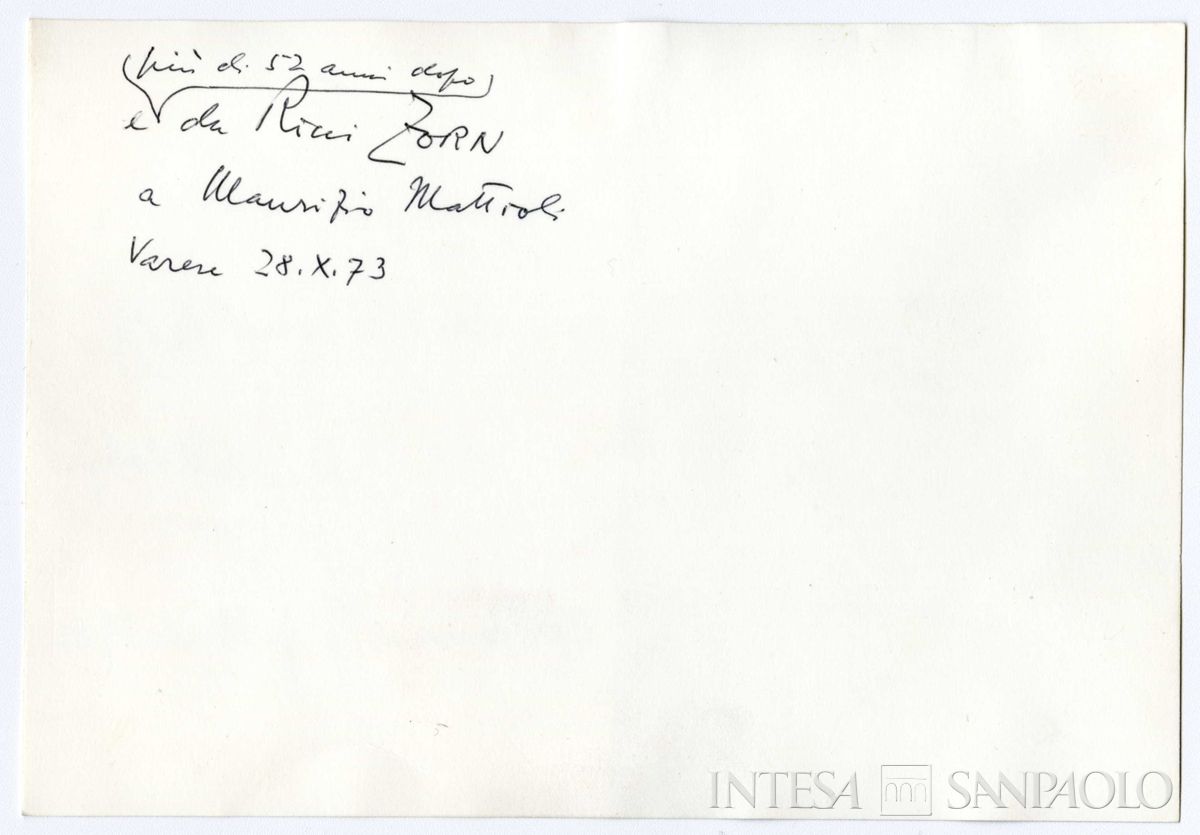 (più di 52 anni dopo)
e da Ricci ZORN
a Maurizio Mattioli
Varese 28.X.73
INTESA SANPAOLO